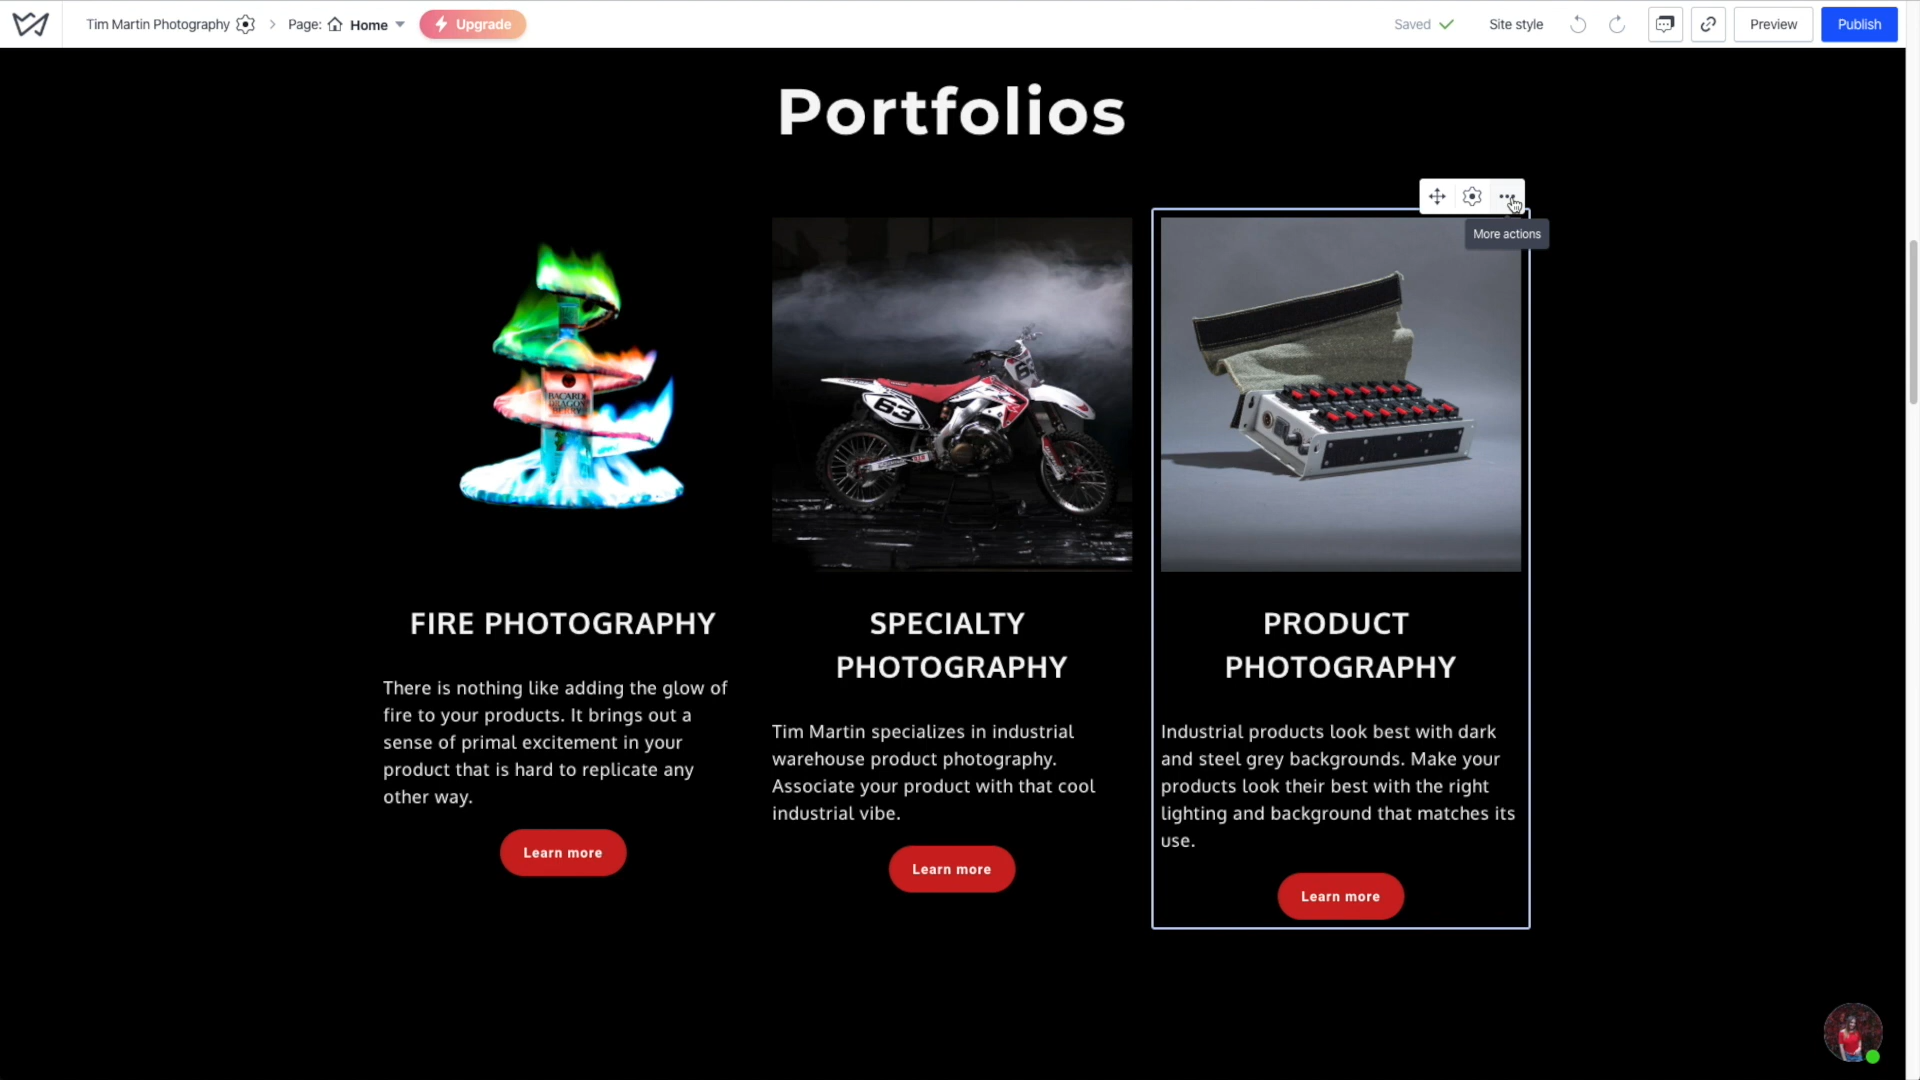 Tim Martin Photography
Page: Home
Upgrade
Saved
Site style
Preview
Publish
Portfolios
More actions
BACARDI
DRAGON
BERRY
63
FIRE PHOTOGRAPHY
There is nothing like adding the glow of
fire to your products. It brings out a
sense of primal excitement in your
product that is hard to replicate any
other way.
Learn more
SPECIALTY
PHOTOGRAPHY
Tim Martin specializes in industrial
warehouse product photography.
Associate your product with that cool
industrial vibe.
Learn more
PRODUCT
PHOTOGRAPHY
Industrial products look best with dark
and steel grey backgrounds. Make your
products look their best with the right
lighting and background that matches its
use.
Learn more